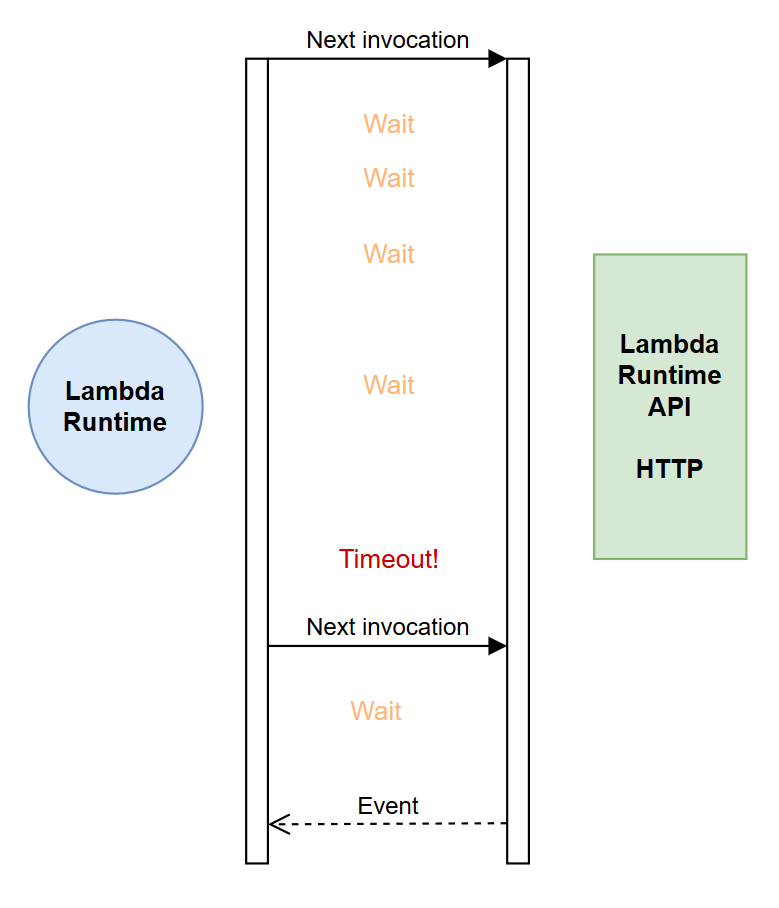 Next invocation
Wait
Wait
Wait
Wait
Timeout!
Next invocation
Wait
Event
Lambda
Runtime
Lambda
Runtime
API
HTTP